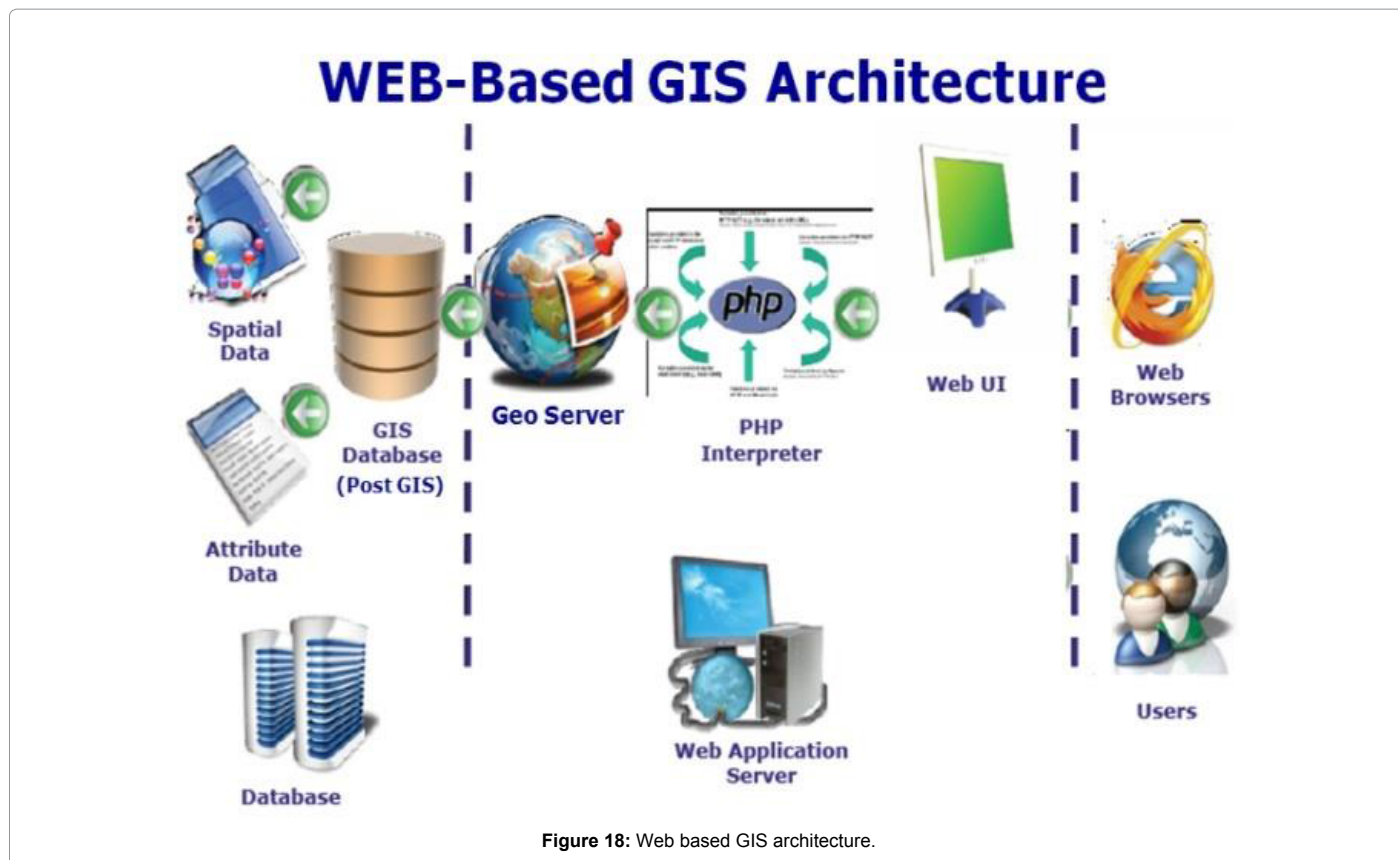 WEB-Based GIS Architecture
Spatial
Data
GIS
Database
(Post GIS)
Attribute
Data
Database
Geo Server
php
PHP
Interpreter
Web UI
Web Application
Server
Web
Browsers
Users
Figure 18: Web based GIS architecture.